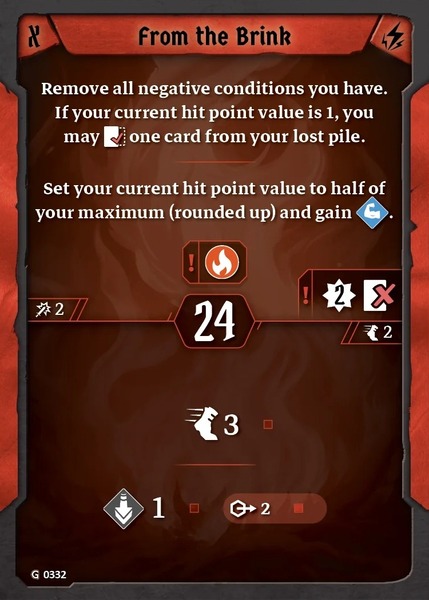 From the Brink
Remove all negative conditions you have.
If your current hit point value is 1, you
may one card from your lost pile.
Set your current hit point value to half of
your maximum (rounded up) and gain .
!
! 2
2
24
2
3
1
2
G 0332